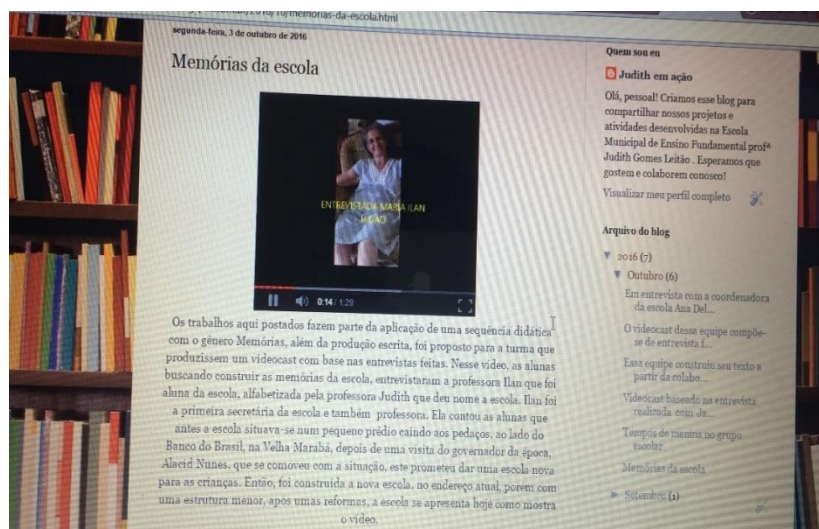 memorias-da-escola.html
segunda-feira, 3 de outubro de 2016
Memórias da escola
ENTREVISTADA MARIA ILAN
0:14 / 1:29
Os trabalhos aqui postados fazem parte da aplicação de uma sequência didática
com o gênero Memórias, além da produção escrita, foi proposto para a turma que
produzissem um videocast com base nas entrevistas feitas. Nesse vídeo, as alunas
buscando construir as memórias da escola, entrevistaram a professora Ilan que foi
aluna da escola, alfabetizada pela professora Judith que deu nome a escola. Ilan foi
a primeira secretária da escola e também professora. Ela contou as alunas que
antes a escola situava-se num pequeno prédio caindo aos pedaços, ao lado do
Banco do Brasil, na Velha Marabá, depois de uma visita do governador da época,
Alacid Nunes, que se comoveu com a situação, este prometeu dar uma escola nova
para as crianças. Então, foi construída a nova escola, no endereço atual, porem com
uma estrutura menor, após umas reformas, a escola se apresenta hoje como mostra
o vídeo.
Quem sou eu
Judith em ação
Olá, pessoal! Criamos esse blog para
compartilhar nossos projetos e
atividades desenvolvidas na Escola
Municipal de Ensino Fundamental profª
Judith Gomes Leitão . Esperamos que
gostem e colaborem conosco!
Visualizar meu perfil completo
Arquivo do blog
▼ 2016 (7)
▼ Outubro (6)
Em entrevista com a coordenadora
da escola Ana Del...
O videocast dessa equipe compõe-
se de entrevista f...
Essa equipe construiu seu texto a
partir da colabo...
Videocast baseado na entrevista
realizada com Ja...
Tempos de menina no grupo
escolar
Memórias da escola
► Setembro (1)